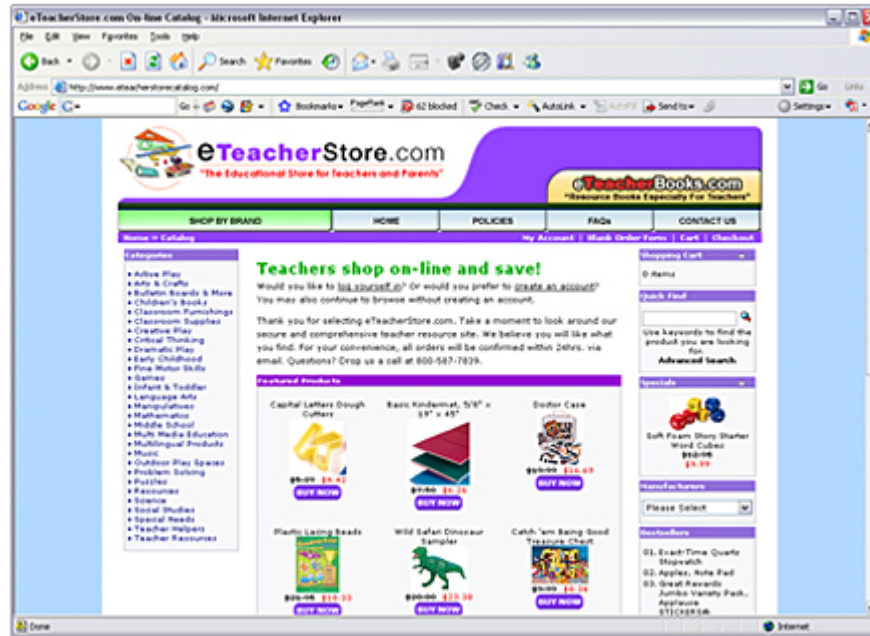 eTeacherStore.com On-line Catalog - Microsoft Internet Explorer
File Edit View Favorites Tools Help
Back Search Favorites
Address http://www.eteacherstorecatalog.com/ Go Links
Google Go Bookmarks PageRank 62 blocked Check AutoLink AutoFill Send to Settings
eTeacherStore.com
"The Educational Store for Teachers and Parents"
eTeacherBooks.com
"Resource Books Especially For Teachers"
SHOP BY BRAND HOME POLICIES FAQs CONTACT US
Home » Catalog My Account | Blank Order Form | Cart | Checkout
Categories
Active Play
Arts & Crafts
Bulletin Boards & More
Children's Books
Classroom Furnishings
Classroom Supplies
Creative Play
Critical Thinking
Dramatic Play
Early Childhood
Fine Motor Skills
Games
Infant & Toddler
Language Arts
Manipulatives
Mathematics
Middle School
Multi Media Education
Multilingual Products
Music
Outdoor Play Spaces
Problem Solving
Puzzles
Resources
Science
Social Studies
Special Needs
Teacher Helpers
Teacher Resources
Teachers shop on-line and save!
Would you like to log yourself in? Or would you prefer to create an account?
You may also continue to browse without creating an account.
Thank you for selecting eTeacherStore.com. Take a moment to look around our
secure and comprehensive teacher resource site. We believe you will like what
you find. For your convenience, all orders will be confirmed within 24hrs. via
email. Questions? Drop us a call at 800-587-7839.
Featured Products
Capital Letters Dough
Cutters
BUY NOW
Basic Kindermat, 5/8" x
19" x 45"
BUY NOW
Doctor Case
BUY NOW
Plastic Lacing Beads
BUY NOW
Wild Safari Dinosaur
Sampler
BUY NOW
Catch 'em Being Good
Treasure Chest
BUY NOW
Shopping Cart
0 items
Quick Find
Use keywords to find the
product you are looking
for.
Advanced Search
Specials
Soft Foam Story Starter
Word Cubes
$12.95
$9.99
Manufacturers
Please Select
Bestsellers
01. Exact-Time Quartz
Stopwatch
02. Apples, Note Pad
03. Great Rewards
Jumbo Variety Pack,
Applause
STICKERS®
Done Internet